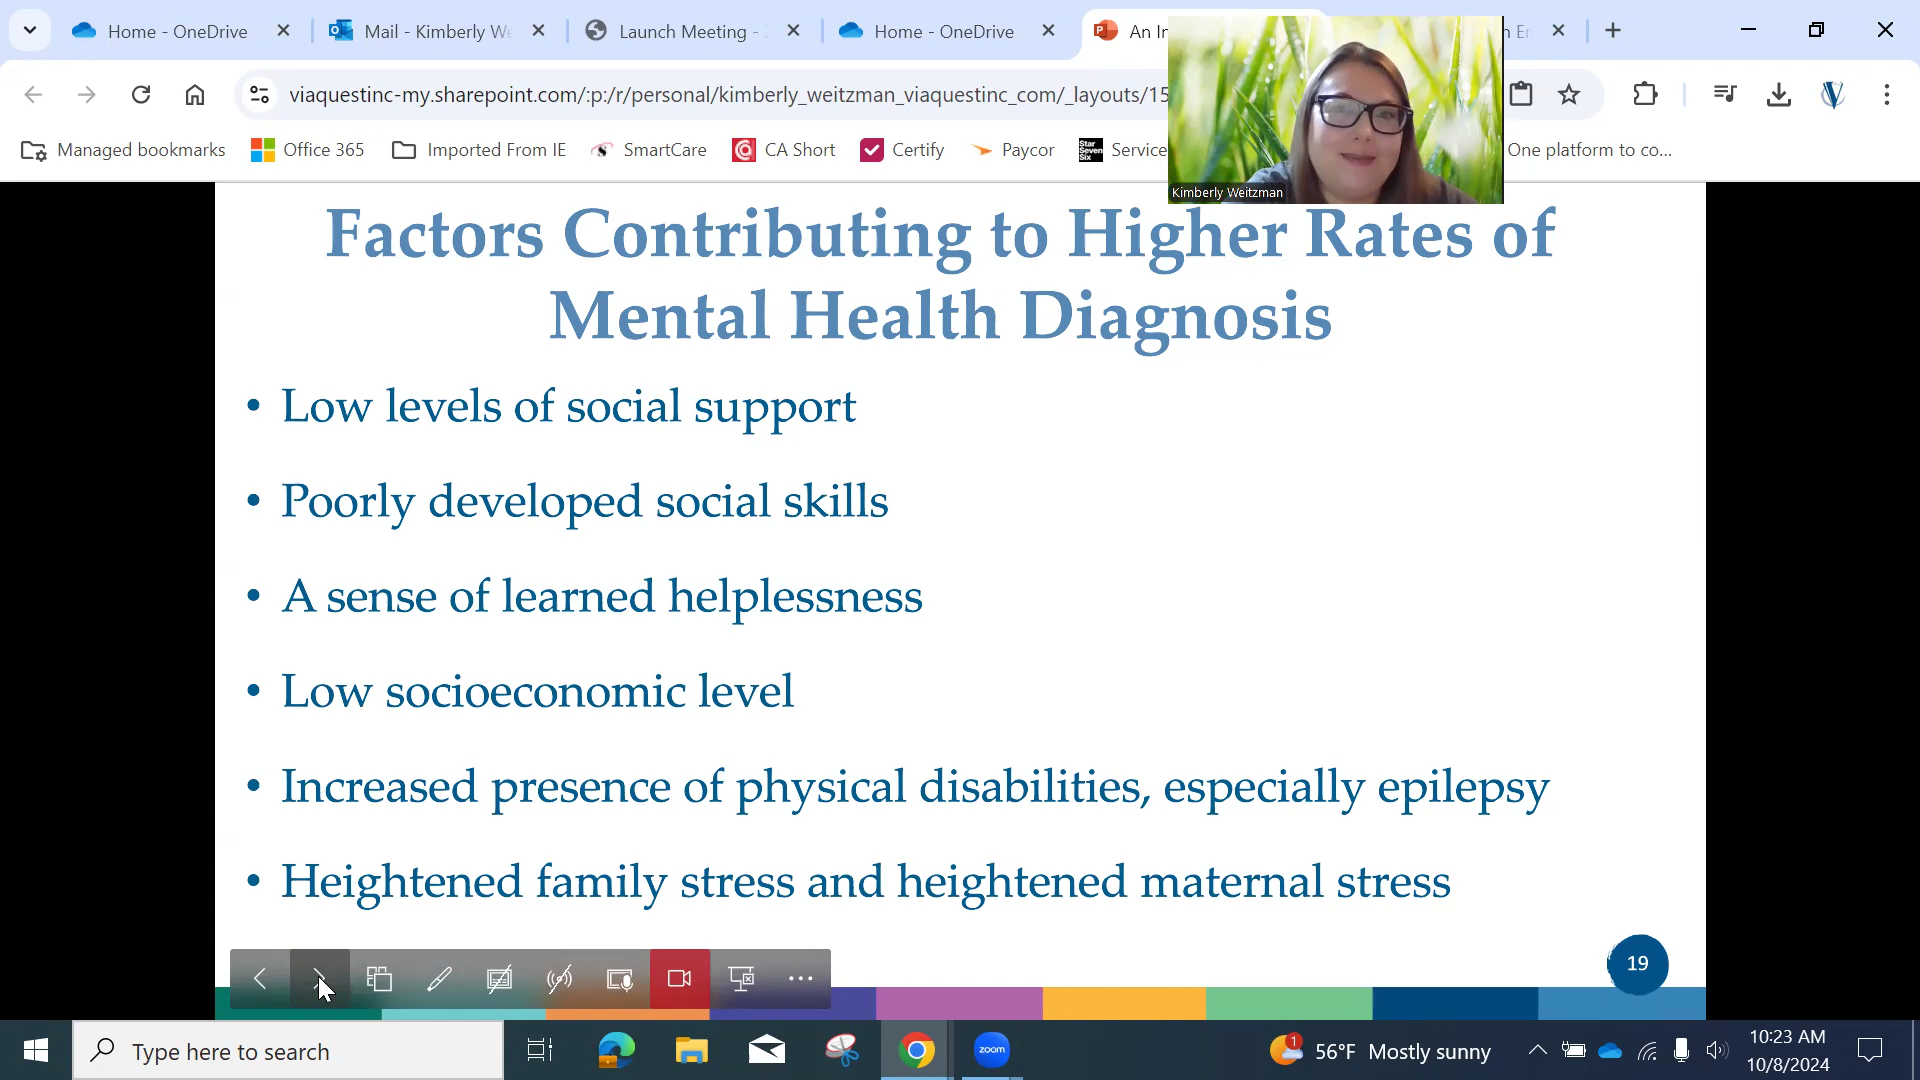 Home - OneDrive
Mail - Kimberly We
Launch Meeting -
Home - OneDrive
An In
n En
viaquestinc-my.sharepoint.com/:p:/r/personal/kimberly_weitzman_viaquestinc_com/_layouts/15
Managed bookmarks
Office 365
Imported From IE
SmartCare
CA Short
Certify
Paycor
Star Seven Six
Service
One platform to co...
Kimberly Weitzman
Factors Contributing to Higher Rates of
Mental Health Diagnosis
• Low levels of social support
• Poorly developed social skills
• A sense of learned helplessness
• Low socioeconomic level
• Increased presence of physical disabilities, especially epilepsy
• Heightened family stress and heightened maternal stress
19
Type here to search
zoom
1
56°F Mostly sunny
10:23 AM
10/8/2024